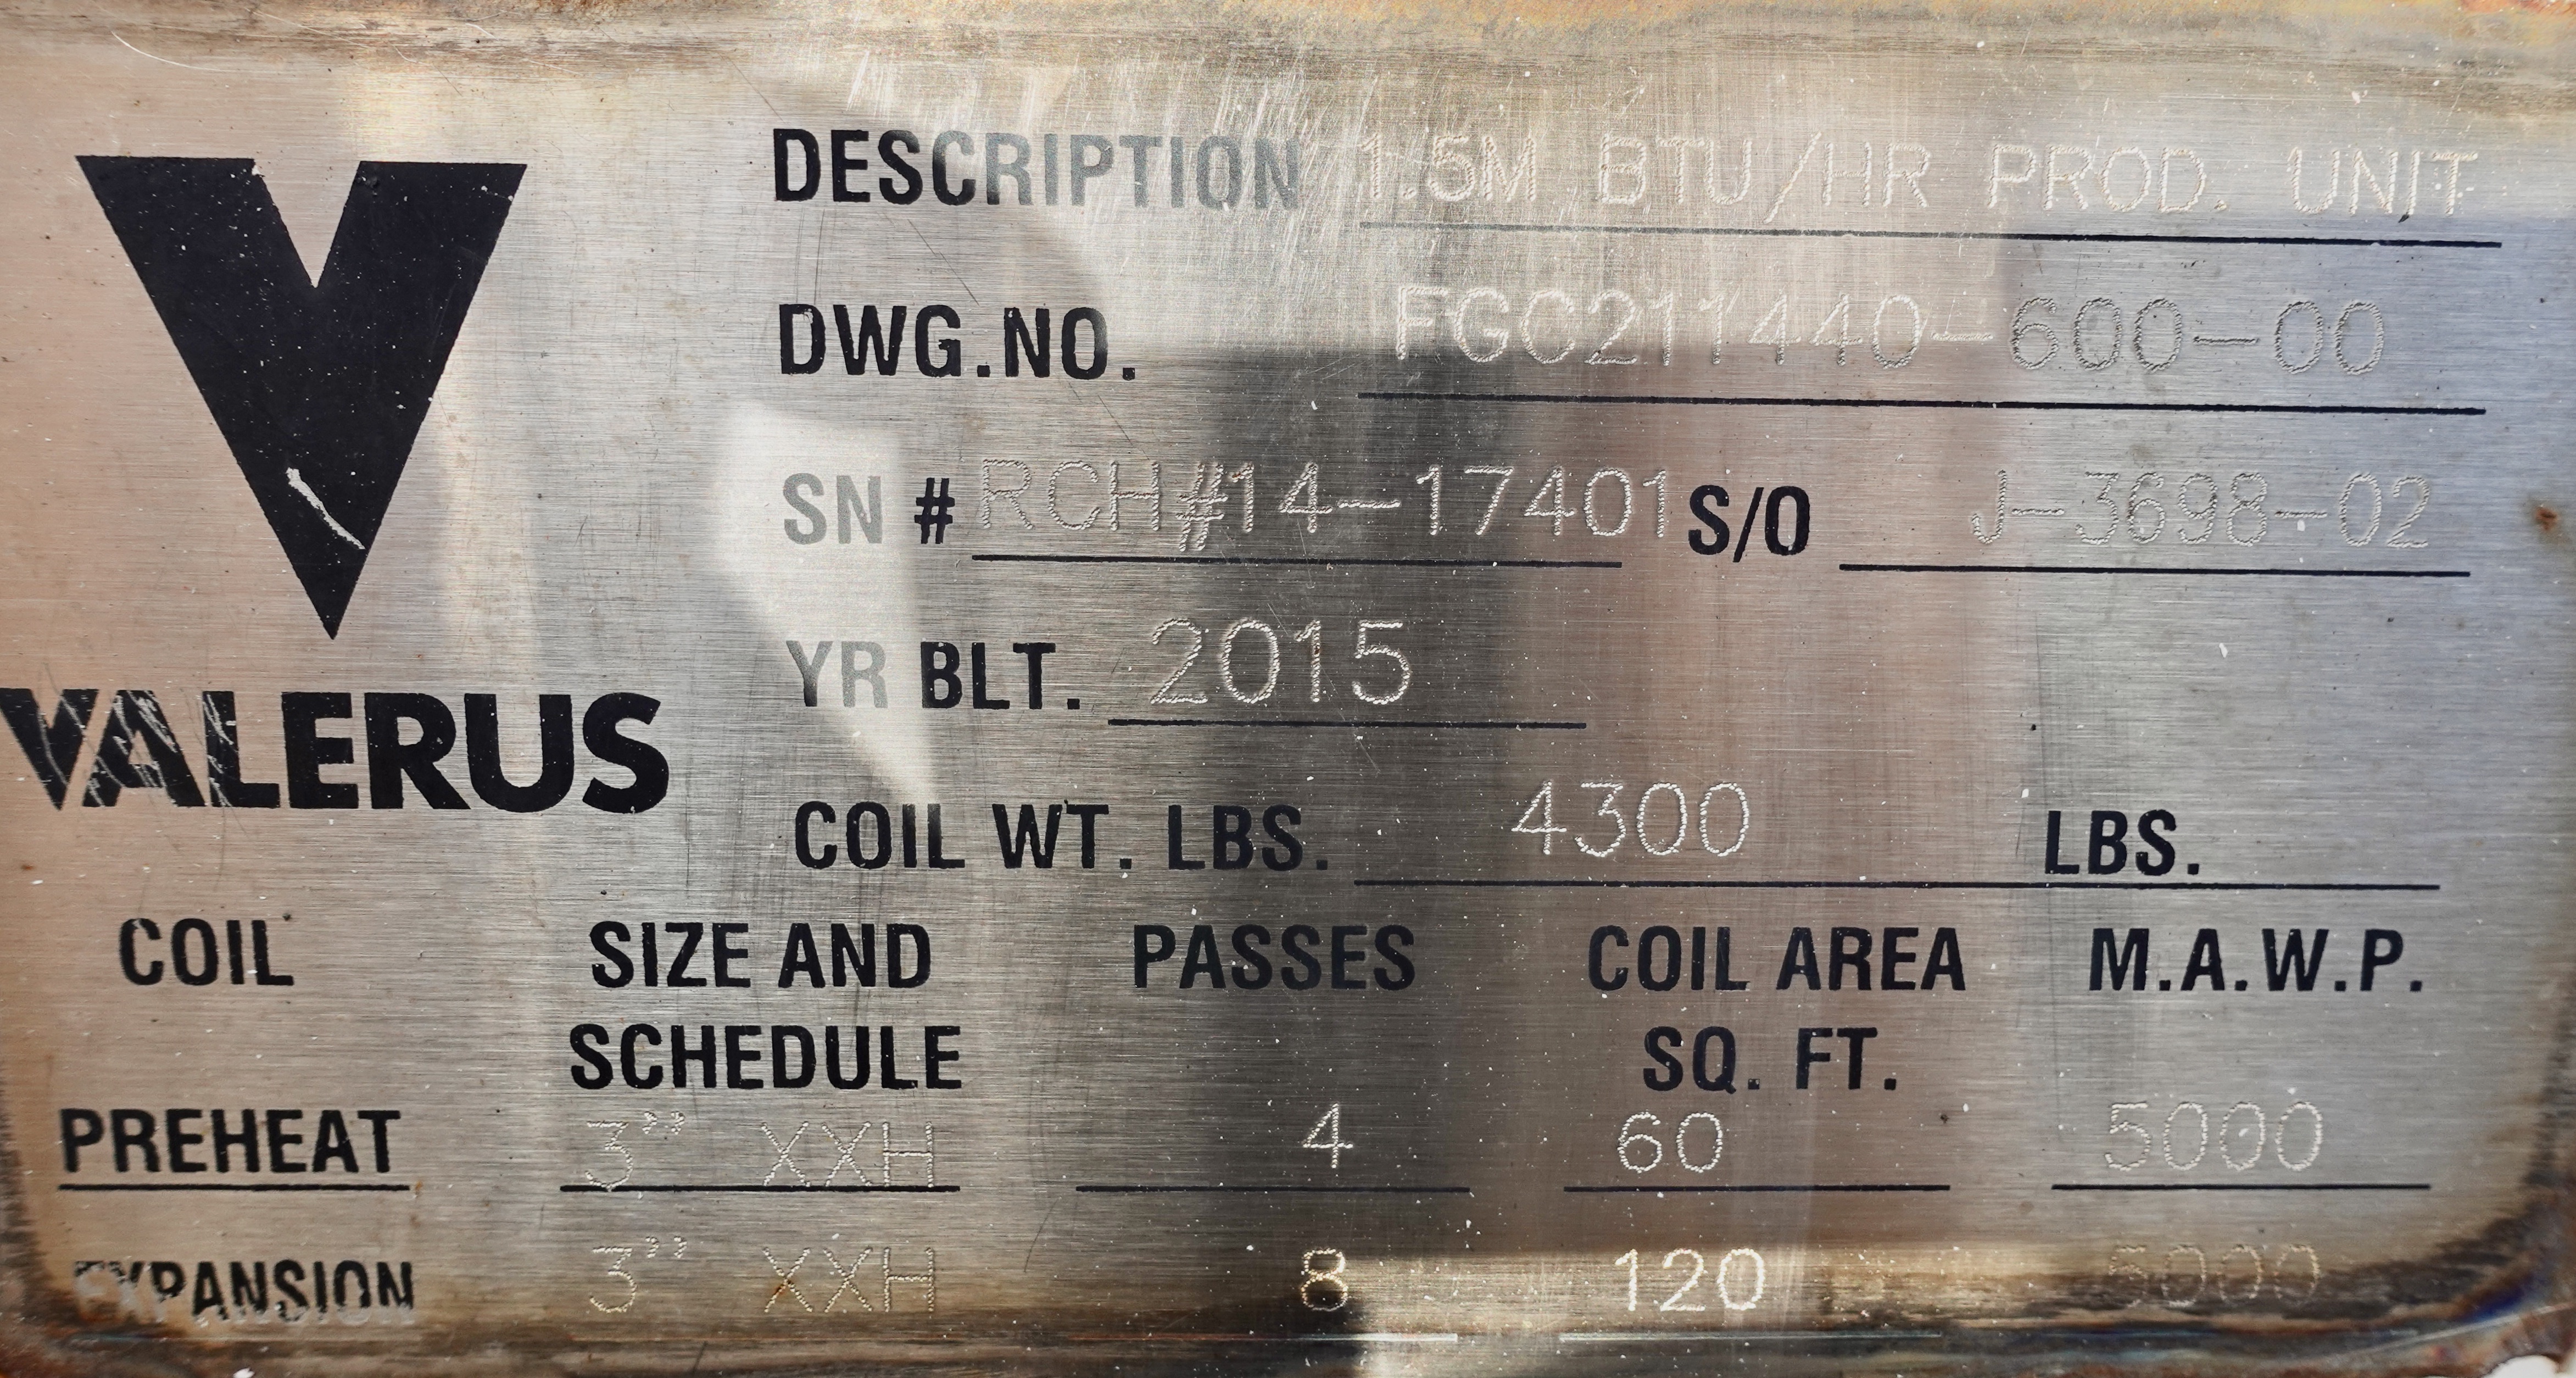 DESCRIPTION 1.5M BTU/HR PROD. UNIT
DWG.NO. FGC211440-600-00
SN # RCH#14-17401 S/O J-3698-02
YR BLT. 2015
VALERUS
COIL WT. LBS. 4300 LBS.
COIL SIZE AND PASSES COIL AREA M.A.W.P.
SCHEDULE SQ. FT.
PREHEAT 3" XXH 4 60 5000
EXPANSION 3" XXH 8 120 5000